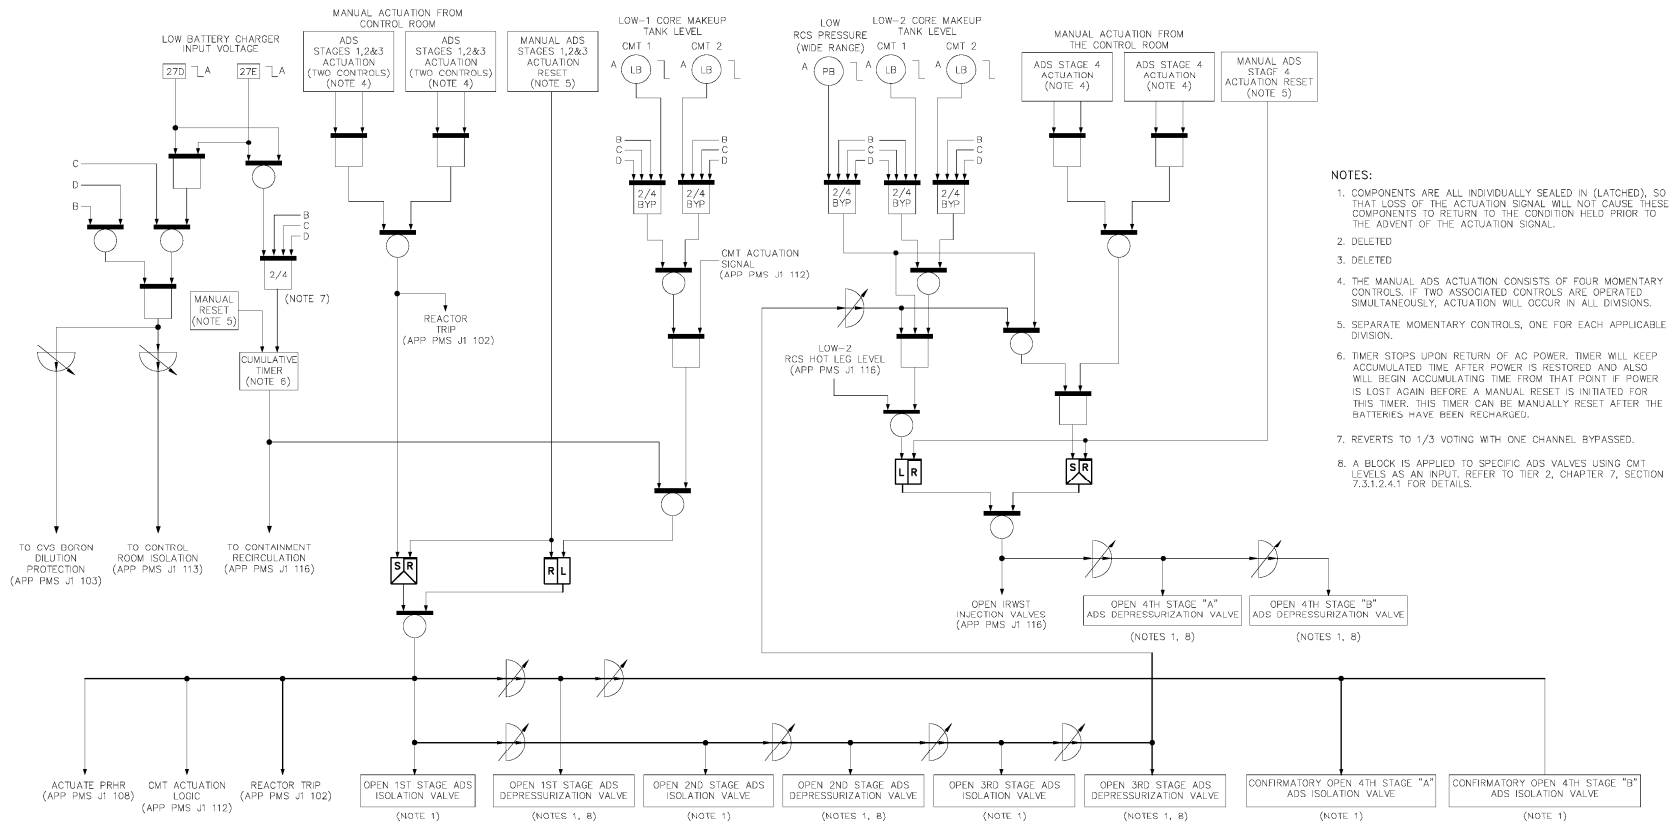 LOW BATTERY CHARGER
INPUT VOLTAGE
27D
A
27E
A
MANUAL ACTUATION FROM
CONTROL ROOM
ADS
STAGES 1,2&3
ACTUATION
(TWO CONTROLS)
(NOTE 4)
ADS
STAGES 1,2&3
ACTUATION
(TWO CONTROLS)
(NOTE 4)
MANUAL ADS
STAGES 1,2&3
ACTUATION
RESET
(NOTE 5)
LOW-1 CORE MAKEUP
TANK LEVEL
CMT 1
CMT 2
A
LB
A
LB
LOW
RCS PRESSURE
(WIDE RANGE)
A
PB
LOW-2 CORE MAKEUP
TANK LEVEL
CMT 1
CMT 2
A
LB
A
LB
MANUAL ACTUATION FROM
THE CONTROL ROOM
ADS STAGE 4
ACTUATION
(NOTE 4)
ADS STAGE 4
ACTUATION
(NOTE 4)
MANUAL ADS
STAGE 4
ACTUATION RESET
(NOTE 5)
C
D
B
B
C
D
2/4
(NOTE 7)
B
C
D
B
C
D
2/4
BYP
2/4
BYP
B
C
D
B
C
D
2/4
BYP
2/4
BYP
2/4
BYP
MANUAL
RESET
(NOTE 5)
CUMULATIVE
TIMER
(NOTE 6)
REACTOR
TRIP
(APP PMS J1 102)
CMT ACTUATION
SIGNAL
(APP PMS J1 112)
LOW-2
RCS HOT LEG LEVEL
(APP PMS J1 116)
L R
S R
S R
R L
TO CVS BORON
DILUTION
PROTECTION
(APP PMS J1 103)
TO CONTROL
ROOM ISOLATION
(APP PMS J1 113)
TO CONTAINMENT
RECIRCULATION
(APP PMS J1 116)
OPEN IRWST
INJECTION VALVES
(APP PMS J1 116)
OPEN 4TH STAGE "A"
ADS DEPRESSURIZATION VALVE
(NOTES 1, 8)
OPEN 4TH STAGE "B"
ADS DEPRESSURIZATION VALVE
(NOTES 1, 8)
ACTUATE PRHR
(APP PMS J1 108)
CMT ACTUATION
LOGIC
(APP PMS J1 112)
REACTOR TRIP
(APP PMS J1 102)
OPEN 1ST STAGE ADS
ISOLATION VALVE
(NOTE 1)
OPEN 1ST STAGE ADS
DEPRESSURIZATION VALVE
(NOTES 1, 8)
OPEN 2ND STAGE ADS
ISOLATION VALVE
(NOTE 1)
OPEN 2ND STAGE ADS
DEPRESSURIZATION VALVE
(NOTES 1, 8)
OPEN 3RD STAGE ADS
ISOLATION VALVE
(NOTE 1)
OPEN 3RD STAGE ADS
DEPRESSURIZATION VALVE
(NOTES 1, 8)
CONFIRMATORY OPEN 4TH STAGE "A"
ADS ISOLATION VALVE
(NOTE 1)
CONFIRMATORY OPEN 4TH STAGE "B"
ADS ISOLATION VALVE
(NOTE 1)
NOTES:
1. COMPONENTS ARE ALL INDIVIDUALLY SEALED IN (LATCHED), SO
THAT LOSS OF THE ACTUATION SIGNAL WILL NOT CAUSE THESE
COMPONENTS TO RETURN TO THE CONDITION HELD PRIOR TO
THE ADVENT OF THE ACTUATION SIGNAL.
2. DELETED
3. DELETED
4. THE MANUAL ADS ACTUATION CONSISTS OF FOUR MOMENTARY
CONTROLS. IF TWO ASSOCIATED CONTROLS ARE OPERATED
SIMULTANEOUSLY, ACTUATION WILL OCCUR IN ALL DIVISIONS.
5. SEPARATE MOMENTARY CONTROLS, ONE FOR EACH APPLICABLE
DIVISION.
6. TIMER STOPS UPON RETURN OF AC POWER. TIMER WILL KEEP
ACCUMULATED TIME AFTER POWER IS RESTORED AND ALSO
WILL BEGIN ACCUMULATING TIME FROM THAT POINT IF POWER
IS LOST AGAIN BEFORE A MANUAL RESET IS INITIATED FOR
THIS TIMER. THIS TIMER CAN BE MANUALLY RESET AFTER THE
BATTERIES HAVE BEEN RECHARGED.
7. REVERTS TO 1/3 VOTING WITH ONE CHANNEL BYPASSED.
8. A BLOCK IS APPLIED TO SPECIFIC ADS VALVES USING CMT
LEVELS AS AN INPUT. REFER TO TIER 2, CHAPTER 7, SECTION
7.3.1.2.4.1 FOR DETAILS.